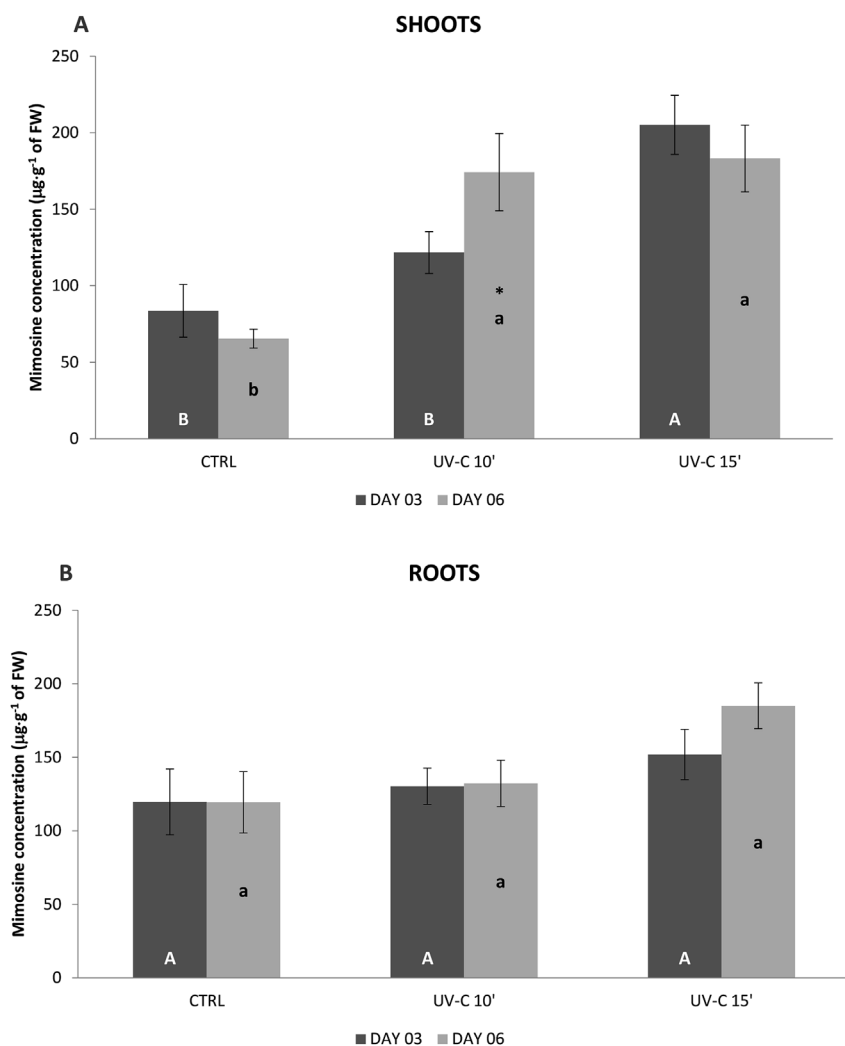 A
SHOOTS
Mimosine concentration (µg·g⁻¹ of FW)
250
200
150
100
50
0
B
b
B
*
a
A
a
CTRL
UV-C 10'
UV-C 15'
DAY 03 DAY 06
B
ROOTS
Mimosine concentration (µg·g⁻¹ of FW)
250
200
150
100
50
0
A
a
A
a
A
a
CTRL
UV-C 10'
UV-C 15'
DAY 03 DAY 06